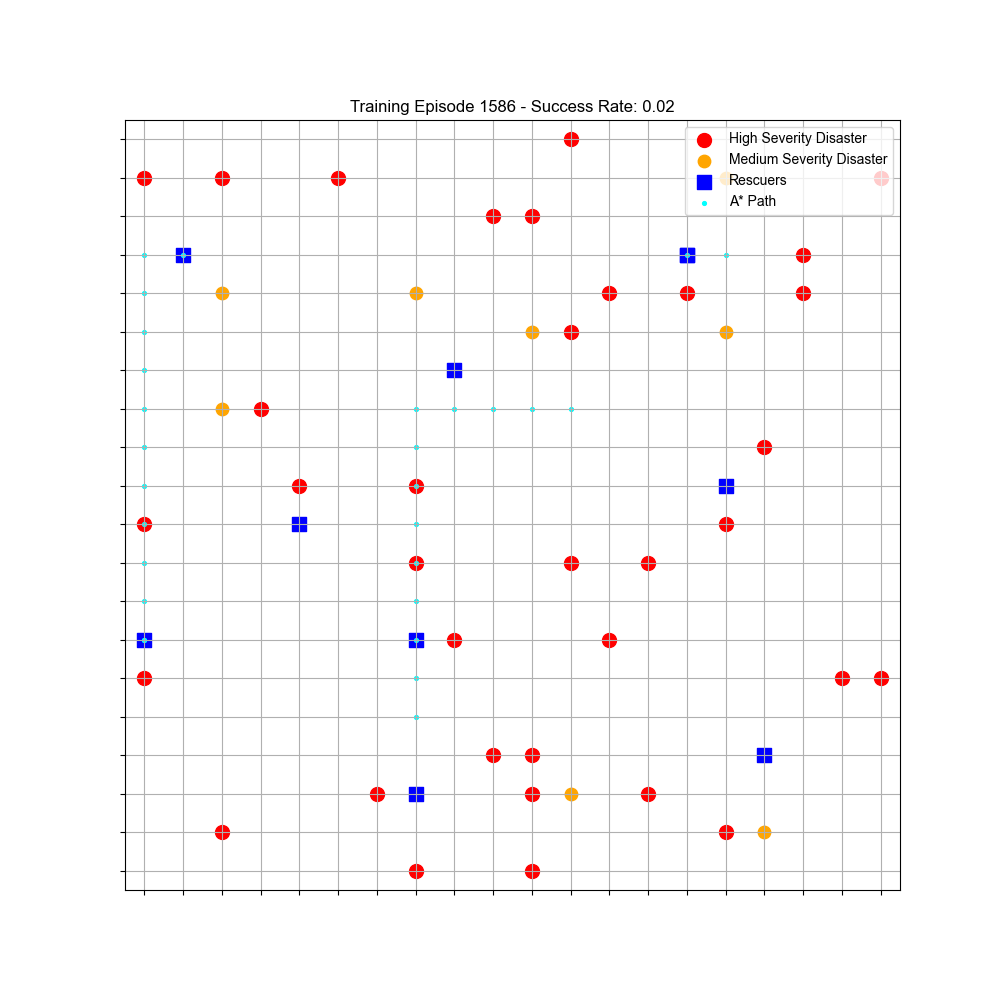 Training Episode 1586 - Success Rate: 0.02
High Severity Disaster
Medium Severity Disaster
Rescuers
A* Path